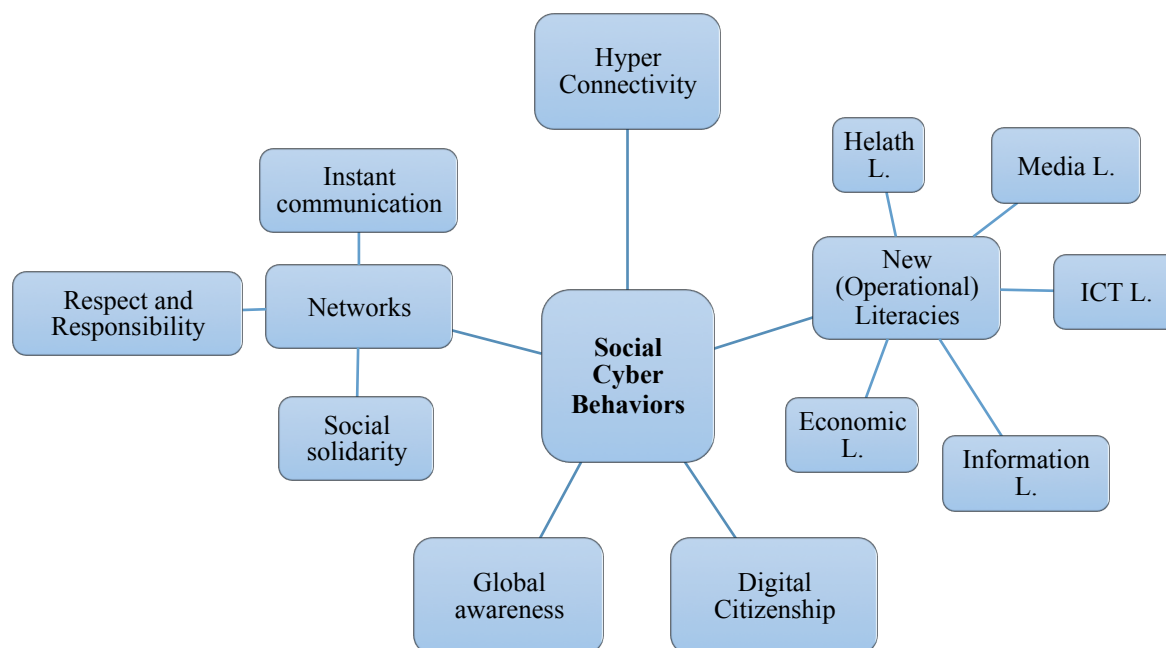 Hyper
Connectivity
Instant
communication
Respect and
Responsibility
Networks
Social
solidarity
Social
Cyber
Behaviors
Helath
L.
Media L.
New
(Operational)
Literacies
ICT L.
Economic
L.
Information
L.
Global
awareness
Digital
Citizenship